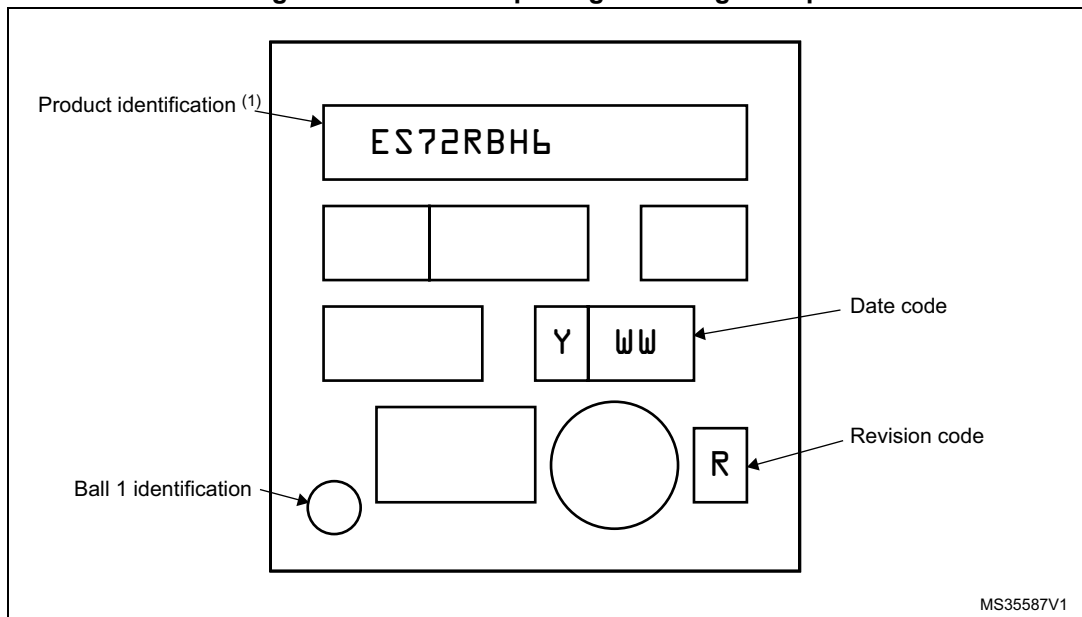 Product identification (1)
ES72RBH6
Date code
Y WW
Revision code
R
Ball 1 identification
MS35587V1